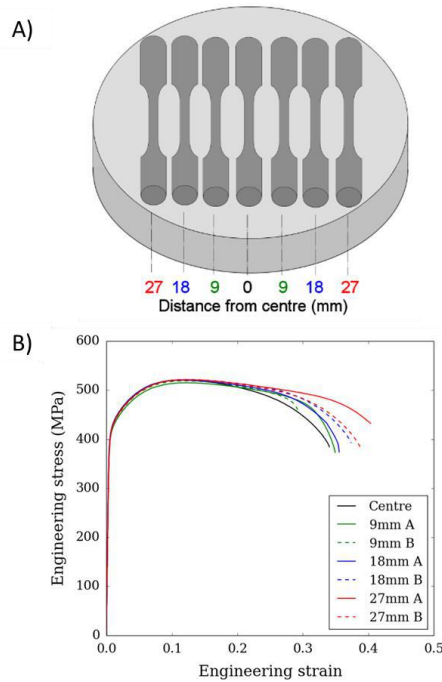 A)
27 18 9 0 9 18 27
Distance from centre (mm)
B)
600
500
400
300
200
100
0
Engineering stress (MPa)
0.0 0.1 0.2 0.3 0.4 0.5
Engineering strain
Centre
9mm A
9mm B
18mm A
18mm B
27mm A
27mm B